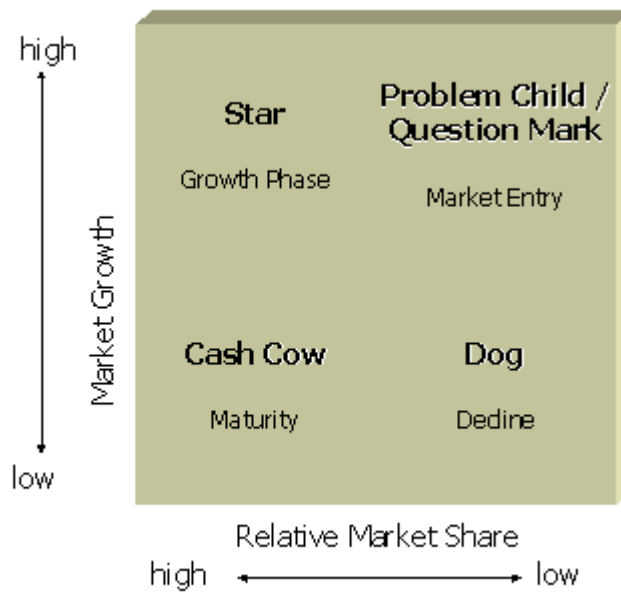 high
Star
Growth Phase
Problem Child /
Question Mark
Market Entry
Market Growth
Cash Cow
Maturity
Dog
Decline
low
Relative Market Share
high
low